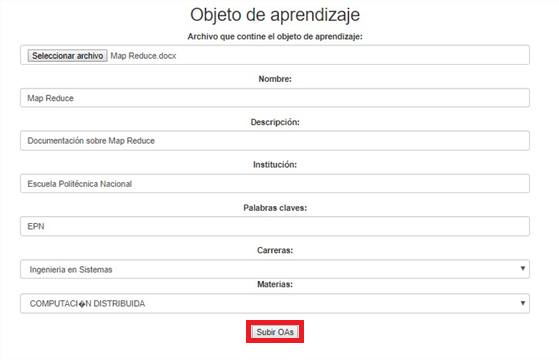 Objeto de aprendizaje
Archivo que contine el objeto de aprendizaje:
Seleccionar archivo Map Reduce.docx
Nombre:
Map Reduce
Descripción:
Documentación sobre Map Reduce
Institución:
Escuela Politécnica Nacional
Palabras claves:
EPN
Carreras:
Ingenieria en Sistemas
Materias:
COMPUTACI�N DISTRIBUIDA
Subir OAs